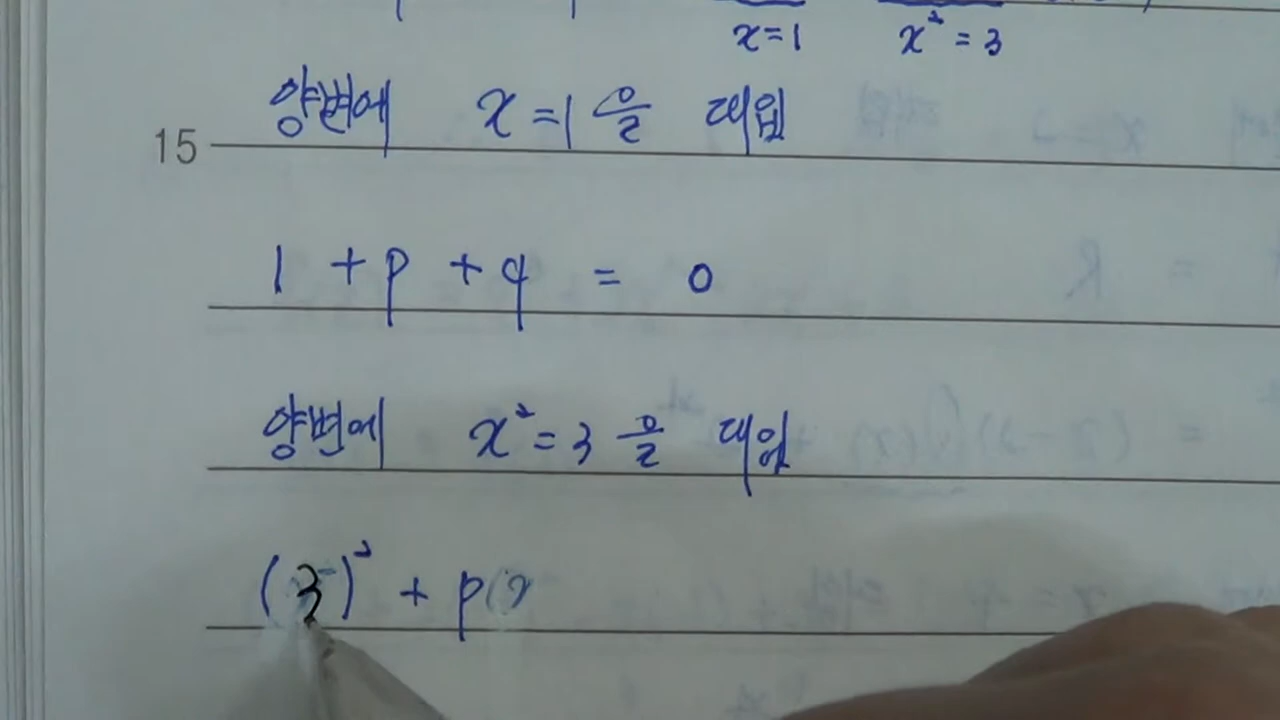 x=1 x²=3
양변에 x=1 을 대입
15
1 + p + q = 0
양변에 x²=3 을 대입
(3)² + p(x